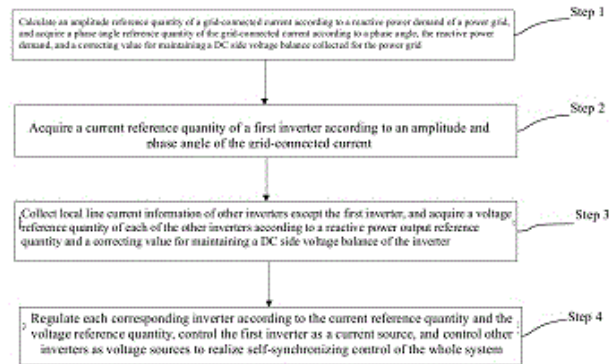 Calculate an amplitude reference quantity of a grid-connected current according to a reactive power demand of a power grid,
and acquire a phase angle reference quantity of the grid-connected current according to a phase angle, the reactive power
demand, and a correcting value for maintaining a DC side voltage balance collected for the power grid
Step 1
Acquire a current reference quantity of a first inverter according to an amplitude and
phase angle of the grid-connected current
Step 2
Collect local line current information of other inverters except the first inverter, and acquire a voltage
reference quantity of each of the other inverters according to a reactive power output reference
quantity and a correcting value for maintaining a DC side voltage balance of the inverter
Step 3
Regulate each corresponding inverter according to the current reference quantity and the
voltage reference quantity, control the first inverter as a current source, and control other
inverters as voltage sources to realize self-synchronizing control of the whole system
Step 4